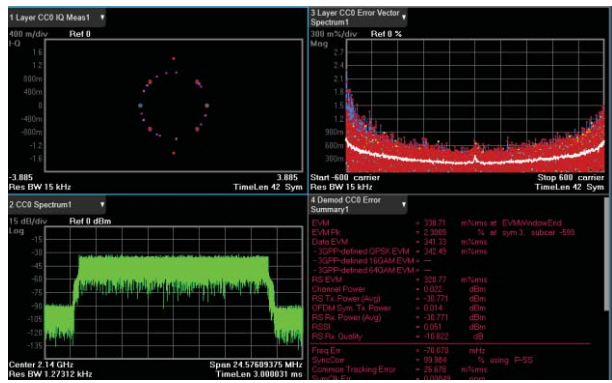 1 Layer CC0 IQ Meas1
400 m/div Ref 0
I-Q
1.6
1.2
800m
400m
0
-400m
-800m
-1.2
-1.6
-3.885 3.885
Res BW 15 kHz TimeLen 42 Sym
3 Layer CC0 Error Vector Spectrum1
300 m%/div Ref 0 %
Mag
2.7
2.4
2.1
1.8
1.5
1.2
900m
600m
300m
Start -600 carrier Stop 600 carrier
Res BW 15 kHz TimeLen 42 Sym
2 CC0 Spectrum1
15 dB/div Ref 0 dBm
Log
-15
-30
-45
-60
-75
-90
-105
-120
-135
Center 2.14 GHz Span 24.57609375 MHz
Res BW 1.27312 kHz TimeLen 3.000031 ms
4 Demod CC0 Error Summary1
EVM = 338.71 m%rms at EVMWindowEnd
EVM Pk = 2.3009 % at sym 3, subcar -599
Data EVM = 341.33 m%rms
- 3GPP-defined QPSK EVM = 342.49 m%rms
- 3GPP-defined 16QAM EVM = ---
- 3GPP-defined 64QAM EVM = ---
RS EVM = 328.77 m%rms
Channel Power = 0.022 dBm
RS Tx. Power (Avg) = -30.771 dBm
OFDM Sym. Tx. Power = 0.014 dBm
RS Rx. Power (Avg) = -30.771 dBm
RSSI = 0.051 dBm
RS Rx. Quality = -10.822 dB
Freq Err = -70.078 mHz
SyncCorr = 99.984 % using P-SS
Common Tracking Error = 26.678 m%rms
SymClk Err = 0.00049 ppm